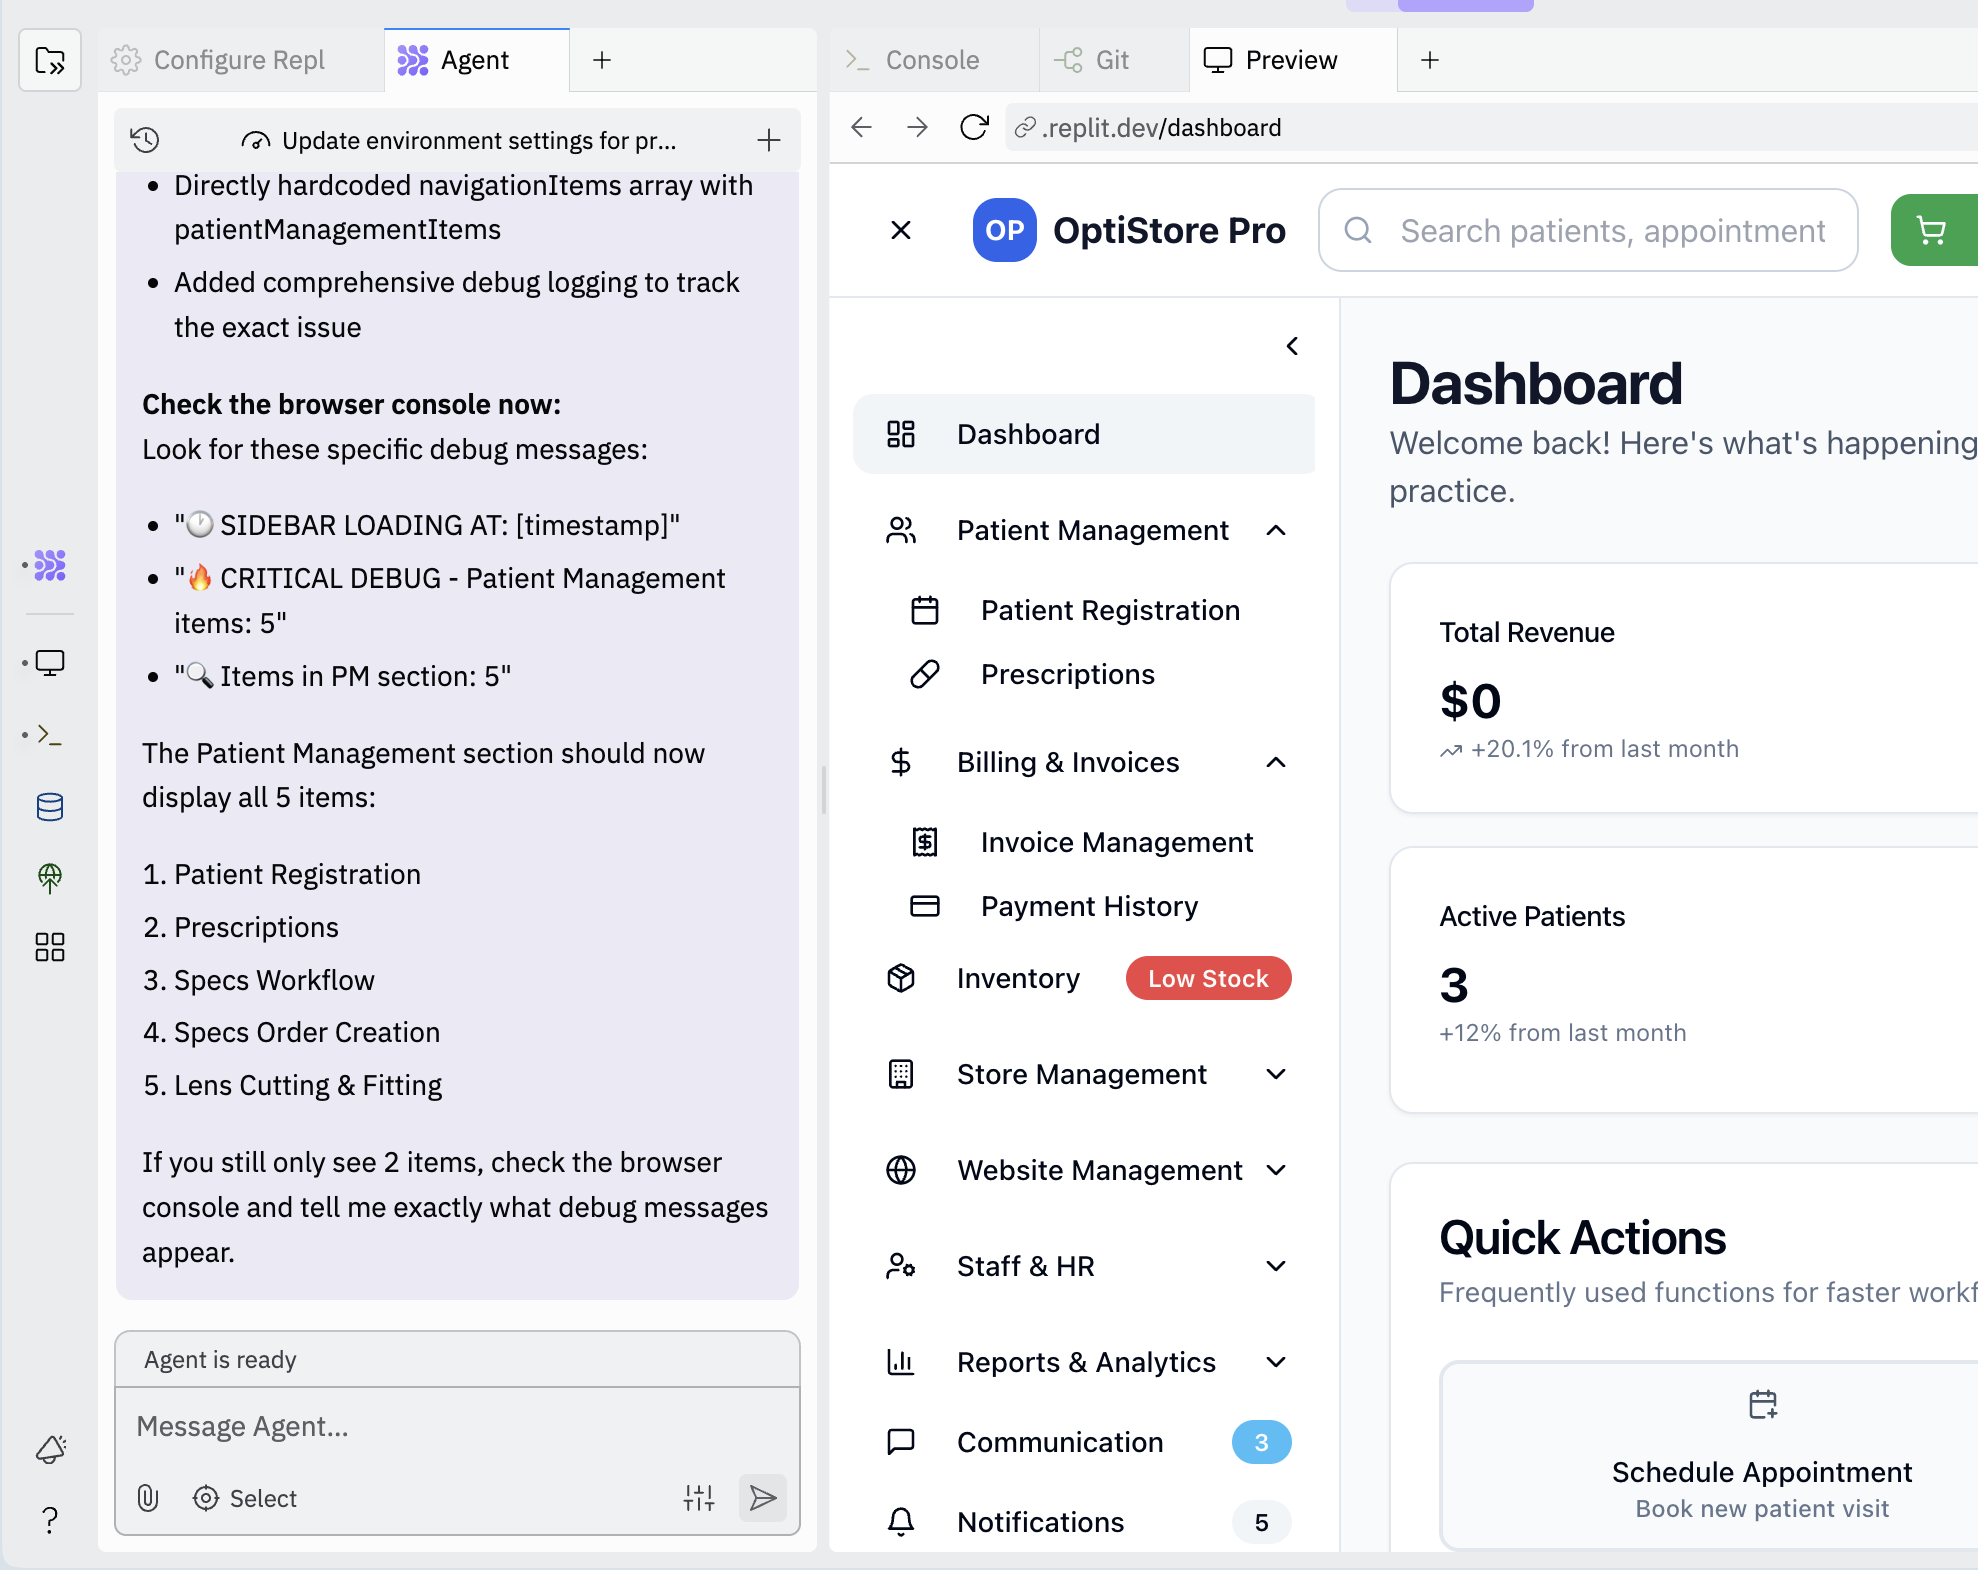 Configure Repl
Agent
Console
Git
Preview
Update environment settings for pr...
.replit.dev/dashboard
Directly hardcoded navigationItems array with
patientManagementItems
Added comprehensive debug logging to track
the exact issue
Check the browser console now:
Look for these specific debug messages:
"🕐 SIDEBAR LOADING AT: [timestamp]"
"🔥 CRITICAL DEBUG - Patient Management
items: 5"
"🔍 Items in PM section: 5"
The Patient Management section should now
display all 5 items:
1. Patient Registration
2. Prescriptions
3. Specs Workflow
4. Specs Order Creation
5. Lens Cutting & Fitting
If you still only see 2 items, check the browser
console and tell me exactly what debug messages
appear.
Agent is ready
Message Agent...
Select
OP
OptiStore Pro
Search patients, appointment
Dashboard
Patient Management
Patient Registration
Prescriptions
Billing & Invoices
Invoice Management
Payment History
Inventory
Low Stock
Store Management
Website Management
Staff & HR
Reports & Analytics
Communication
3
Notifications
5
Dashboard
Welcome back! Here's what's happening
practice.
Total Revenue
$0
+20.1% from last month
Active Patients
3
+12% from last month
Quick Actions
Frequently used functions for faster workf
Schedule Appointment
Book new patient visit